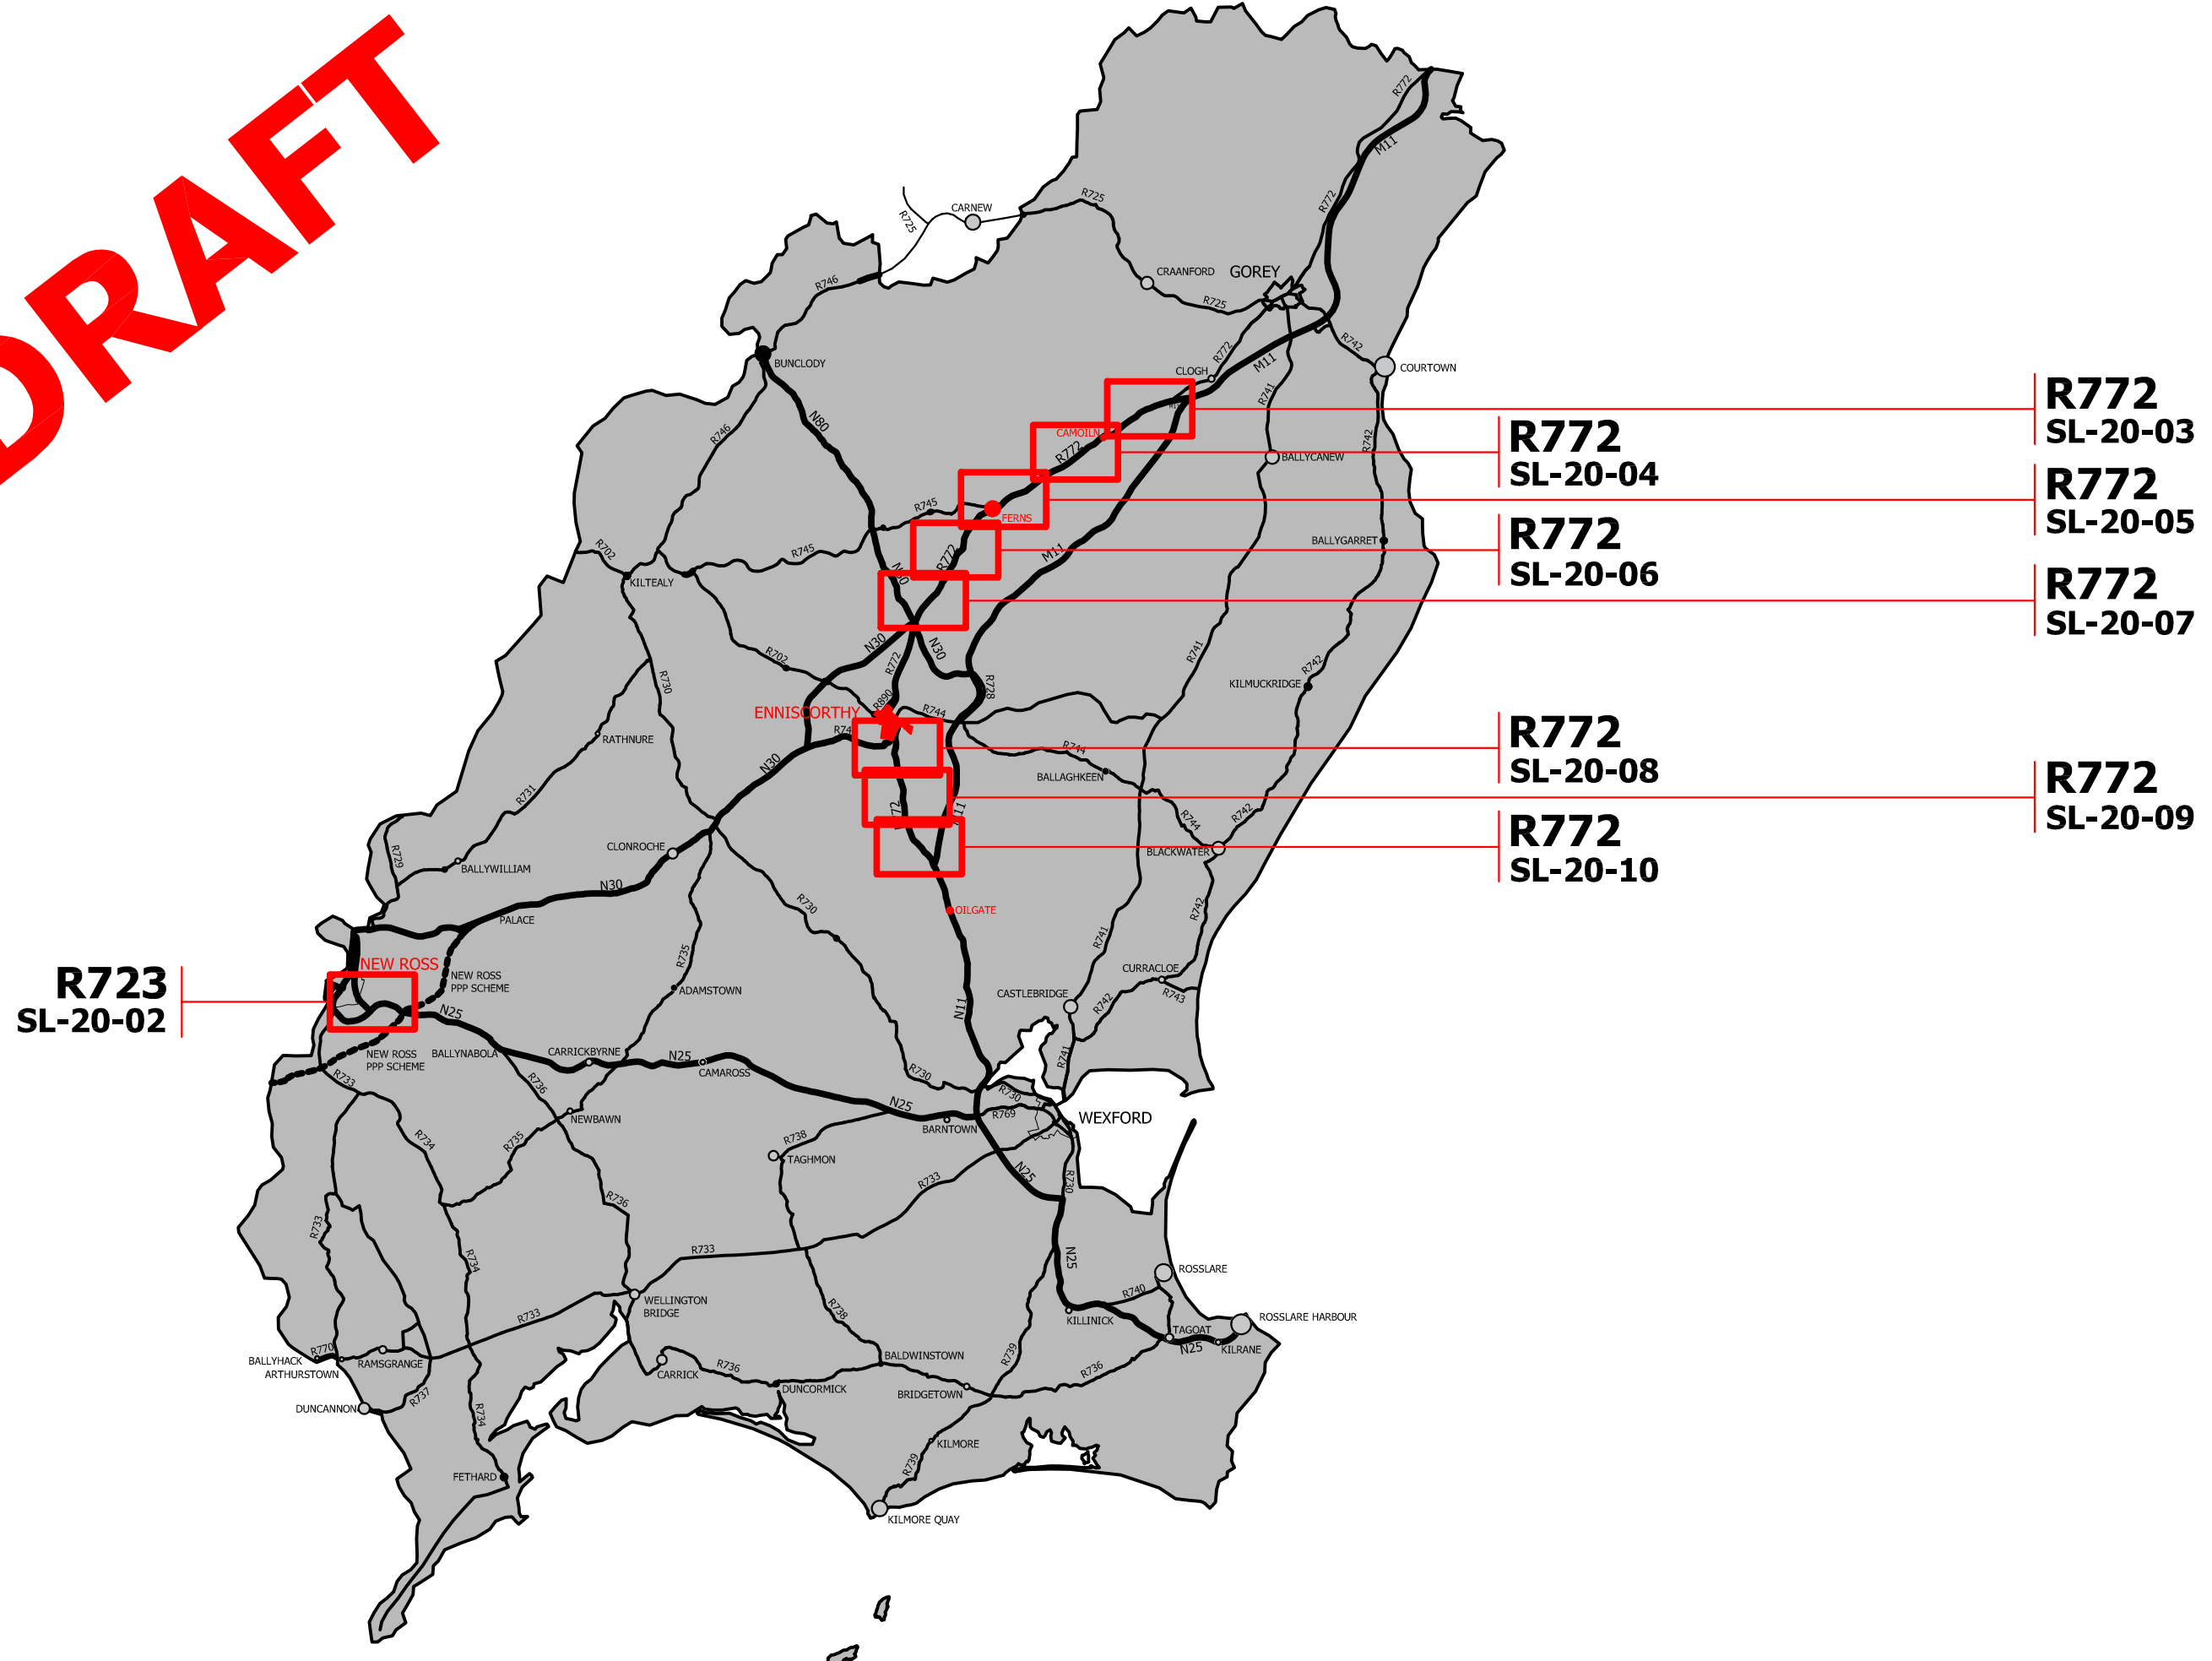 DRAFT
R772
M11
R772
CARNEW
R725
R725
CRAANFORD
GOREY
R725
R746
BUNCLODY
R772
CLOGH
M11
R742
COURTOWN
R741
R772
SL-20-03
N80
R746
CAMOILN
R772
R742
BALLYCANEW
R772
SL-20-04
R745
FERNS
R772
SL-20-05
R702
R745
R772
M11
BALLYGARRET
R772
SL-20-06
KILTEALY
N80
R772
SL-20-07
N30
N30
R702
R772
R741
R742
R730
R728
KILMUCKRIDGE
R890
ENNISCORTHY
R744
RATHNURE
R744
R772
SL-20-08
N30
BALLAGHKEEN
R731
R742
R744
R772
SL-20-09
CLONROCHE
BLACKWATER
R772
SL-20-10
R729
BALLYWILLIAM
N30
R730
OILGATE
PALACE
R742
R741
R735
NEW ROSS
NEW ROSS
PPP SCHEME
CURRACLOE
R723
SL-20-02
ADAMSTOWN
CASTLEBRIDGE
R743
R742
N25
N11
NEW ROSS
PPP SCHEME
BALLYNABOLA
CARRICKBYRNE
N25
CAMAROSS
R741
R730
R733
R736
N25
R730
R769
NEWBAWN
BARNTOWN
WEXFORD
R734
R735
R738
TAGHMON
N25
R730
R733
R736
R733
R734
R733
N25
ROSSLARE
R740
WELLINGTON
BRIDGE
R733
R738
KILLINICK
ROSSLARE HARBOUR
TAGOAT
N25
KILRANE
R770
BALLYHACK
ARTHURSTOWN
RAMSGRANGE
BALDWINSTOWN
R739
CARRICK
R736
R736
DUNCORMICK
BRIDGETOWN
R737
DUNCANNON
R734
KILMORE
R739
FETHARD
KILMORE QUAY